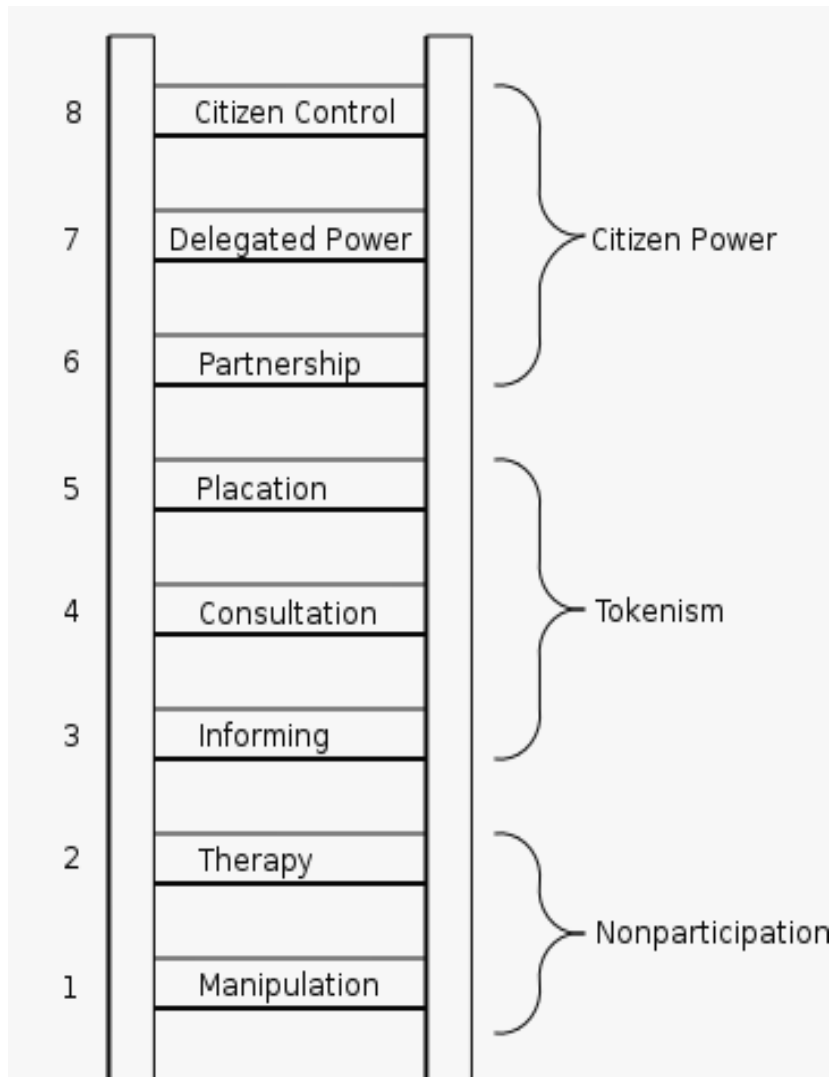 8 Citizen Control
7 Delegated Power Citizen Power
6 Partnership
5 Placation
4 Consultation Tokenism
3 Informing
2 Therapy
Nonparticipation
1 Manipulation